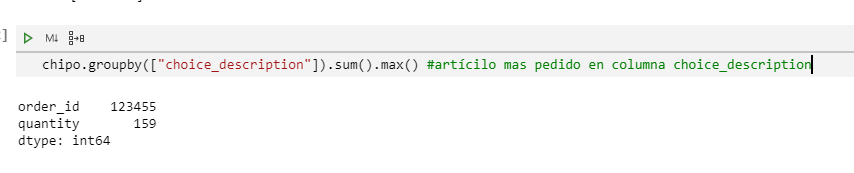 M↓
chipo.groupby(["choice_description"]).sum().max() #artícilo mas pedido en columna choice_description
order_id    123455
quantity       159
dtype: int64